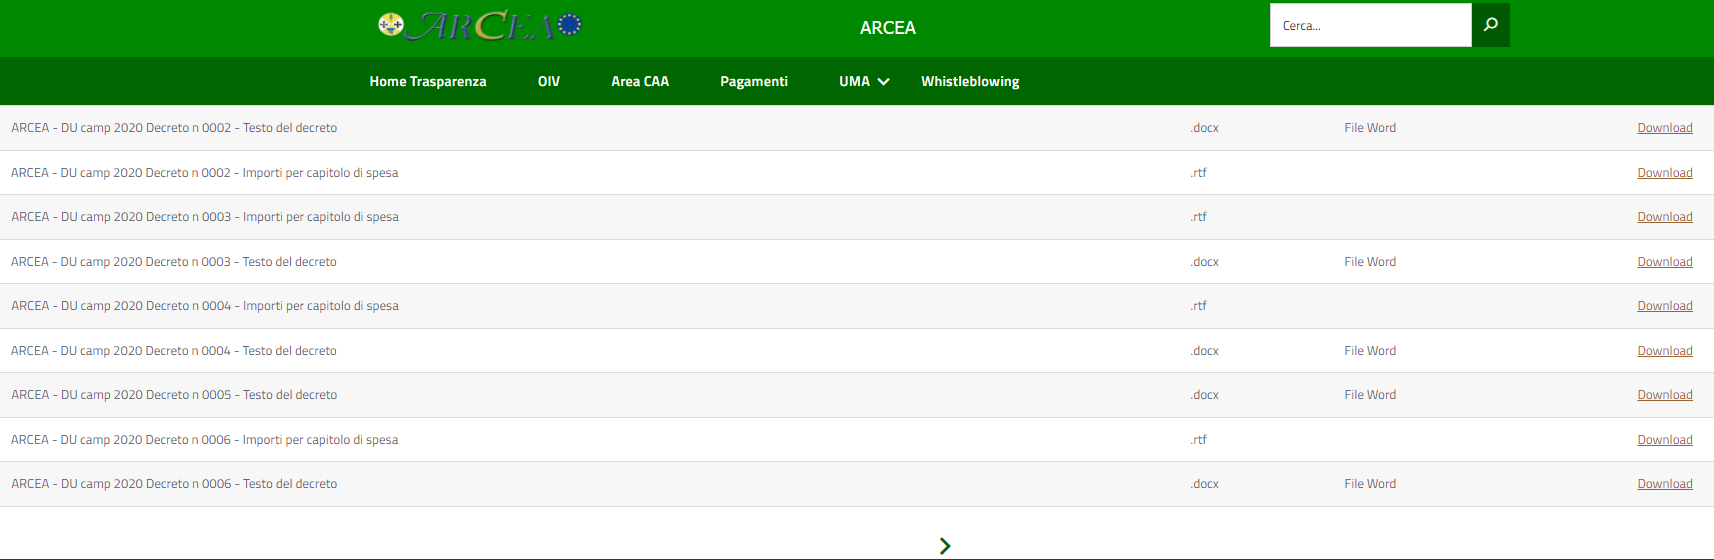 ARCEA
ARCEA
Cerca...
Home Trasparenza OIV Area CAA Pagamenti UMA Whistleblowing
ARCEA - DU camp 2020 Decreto n 0002 - Testo del decreto .docx File Word Download
ARCEA - DU camp 2020 Decreto n 0002 - Importi per capitolo di spesa .rtf Download
ARCEA - DU camp 2020 Decreto n 0003 - Importi per capitolo di spesa .rtf Download
ARCEA - DU camp 2020 Decreto n 0003 - Testo del decreto .docx File Word Download
ARCEA - DU camp 2020 Decreto n 0004 - Importi per capitolo di spesa .rtf Download
ARCEA - DU camp 2020 Decreto n 0004 - Testo del decreto .docx File Word Download
ARCEA - DU camp 2020 Decreto n 0005 - Testo del decreto .docx File Word Download
ARCEA - DU camp 2020 Decreto n 0006 - Importi per capitolo di spesa .rtf Download
ARCEA - DU camp 2020 Decreto n 0006 - Testo del decreto .docx File Word Download